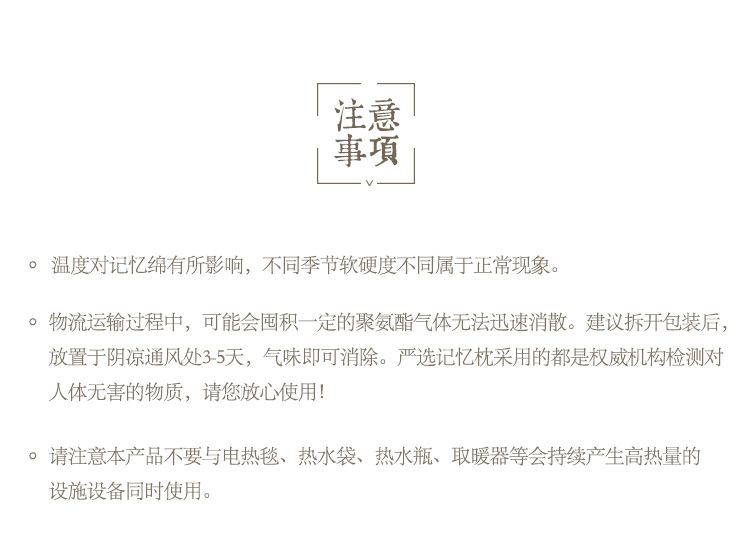 注意
事項
温度对记忆绵有所影响，不同季节软硬度不同属于正常现象。
物流运输过程中，可能会囤积一定的聚氨酯气体无法迅速消散。建议拆开包装后，
放置于阴凉通风处3-5天，气味即可消除。严选记忆枕采用的都是权威机构检测对
人体无害的物质，请您放心使用！
请注意本产品不要与电热毯、热水袋、热水瓶、取暖器等会持续产生高热量的
设施设备同时使用。